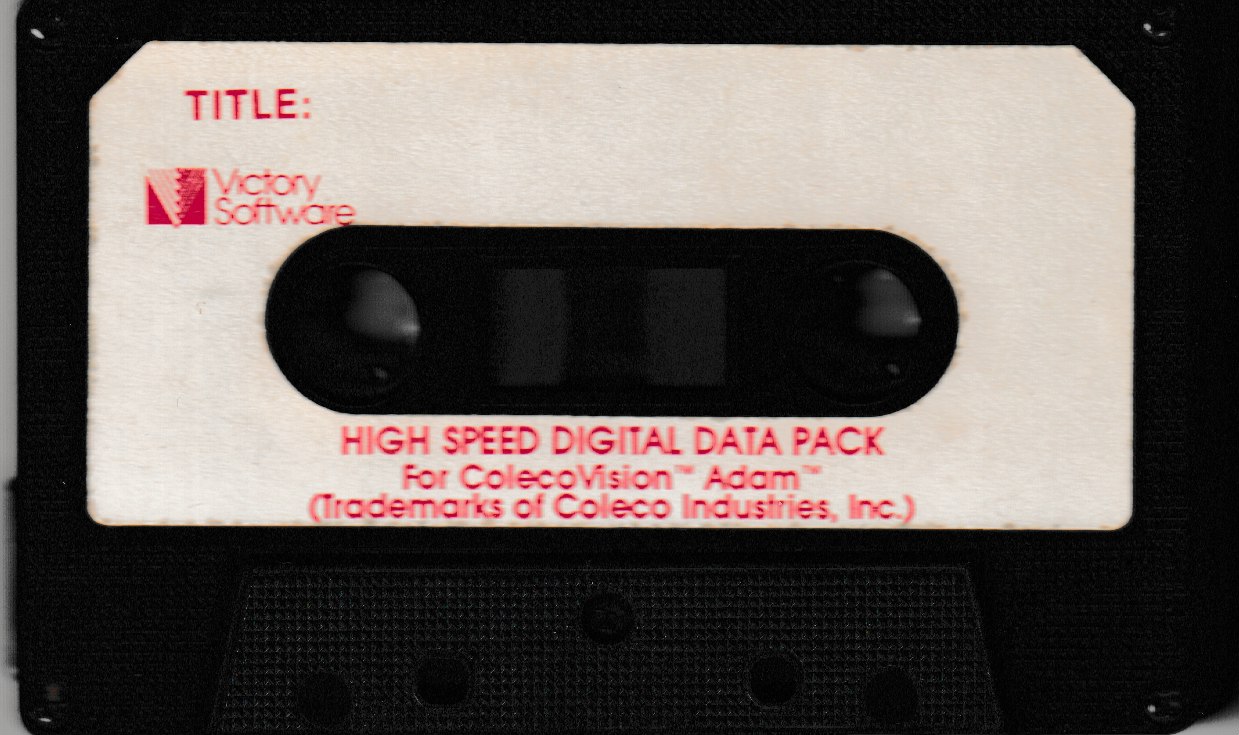 TITLE:
Victory
Software
HIGH SPEED DIGITAL DATA PACK
For ColecoVision™ Adam™
(Trademarks of Coleco Industries, Inc.)